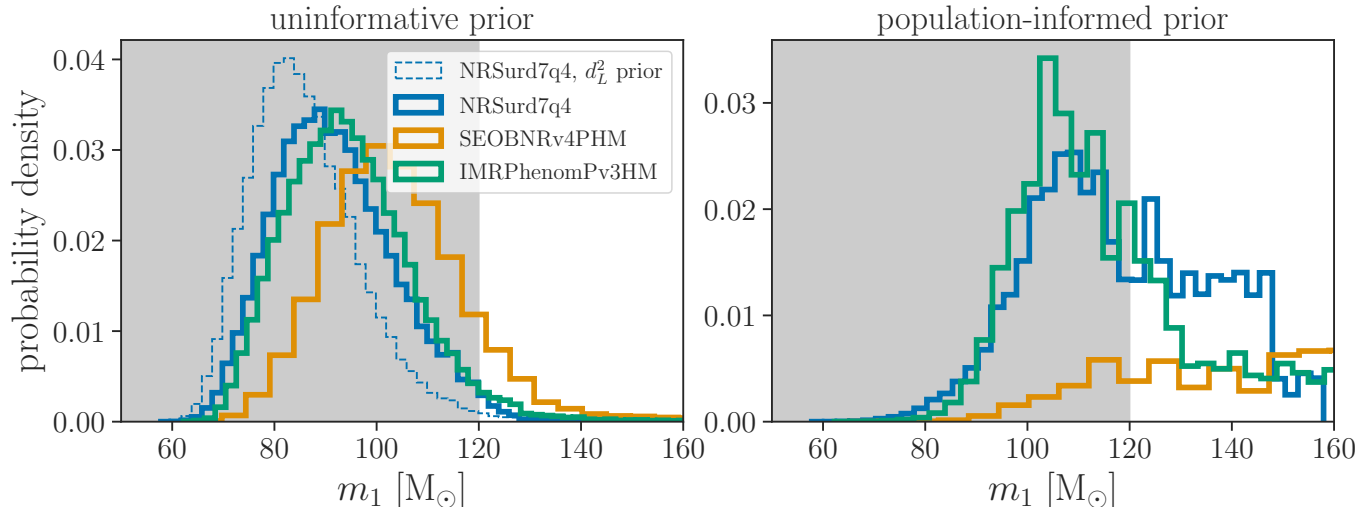 uninformative prior
population-informed prior
probability density
0.04
0.03
0.02
0.01
0.00
NRSurd7q4, $d_L^2$ prior
NRSurd7q4
SEOBNRv4PHM
IMRPhenomPv3HM
60 80 100 120 140 160
$m_1$ [M$_\odot$]
0.03
0.02
0.01
0.00
60 80 100 120 140 160
$m_1$ [M$_\odot$]